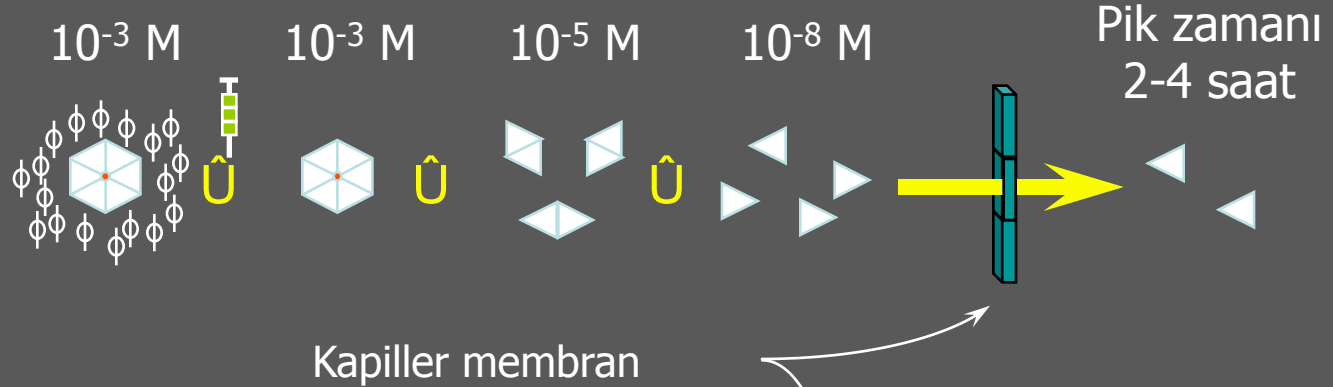 10⁻³ M 10⁻³ M 10⁻⁵ M 10⁻⁸ M Pik zamanı
2-4 saat
Û Û Û
Kapiller membran